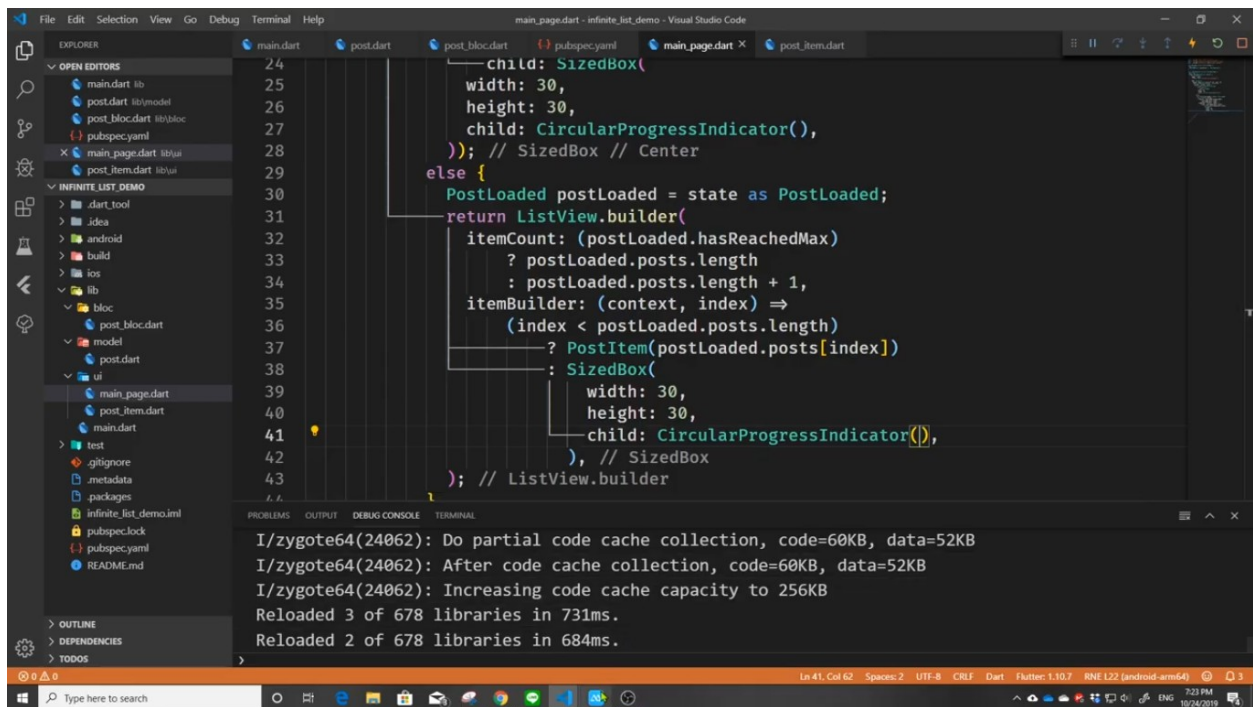 File Edit Selection View Go Debug Terminal Help
main_page.dart - infinite_list_demo - Visual Studio Code
EXPLORER
OPEN EDITORS
main.dart lib
post.dart lib\model
post_bloc.dart lib\bloc
pubspec.yaml
main_page.dart lib\ui
post_item.dart lib\ui
INFINITE_LIST_DEMO
.dart_tool
.idea
android
build
ios
lib
bloc
post_bloc.dart
model
post.dart
ui
main_page.dart
post_item.dart
main.dart
test
.gitignore
.metadata
.packages
infinite_list_demo.iml
pubspec.lock
pubspec.yaml
README.md
OUTLINE
DEPENDENCIES
TODOS
main.dart post.dart post_bloc.dart pubspec.yaml main_page.dart post_item.dart
24 child: SizedBox(
25 width: 30,
26 height: 30,
27 child: CircularProgressIndicator(),
28 )); // SizedBox // Center
29 else {
30 PostLoaded postLoaded = state as PostLoaded;
31 return ListView.builder(
32 itemCount: (postLoaded.hasReachedMax)
33 ? postLoaded.posts.length
34 : postLoaded.posts.length + 1,
35 itemBuilder: (context, index) ⇒
36 (index < postLoaded.posts.length)
37 ? PostItem(postLoaded.posts[index])
38 : SizedBox(
39 width: 30,
40 height: 30,
41 child: CircularProgressIndicator(),
42 ), // SizedBox
43 ); // ListView.builder
44 }
PROBLEMS OUTPUT DEBUG CONSOLE TERMINAL
I/zygote64(24062): Do partial code cache collection, code=60KB, data=52KB
I/zygote64(24062): After code cache collection, code=60KB, data=52KB
I/zygote64(24062): Increasing code cache capacity to 256KB
Reloaded 3 of 678 libraries in 731ms.
Reloaded 2 of 678 libraries in 684ms.
0 0
Ln 41, Col 62 Spaces: 2 UTF-8 CRLF Dart Flutter: 1.10.7 RNE L22 (android-arm64) 3
Type here to search
ENG
7:23 PM
10/24/2019